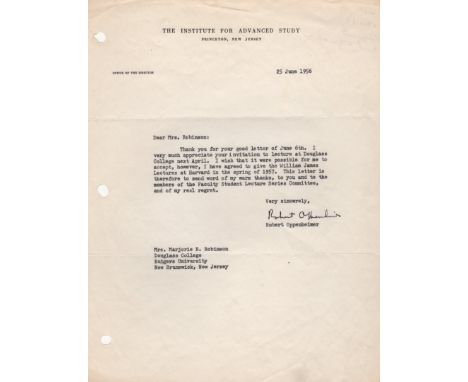 THE INSTITUTE FOR ADVANCED STUDY
PRINCETON, NEW JERSEY
OFFICE OF THE DIRECTOR
25 June 1956
Dear Mrs. Robinson:
Thank you for your good letter of June 6th. I
very much appreciate your invitation to lecture at Douglass
College next April. I wish that it were possible for me to
accept, however, I have agreed to give the William James
Lectures at Harvard in the spring of 1957. This letter is
therefore to send word of my warm thanks, to you and to the
members of the Faculty Student Lecture Series Committee,
and of my real regret.
Very sincerely,
Robert Oppenheimer
Robert Oppenheimer
Mrs. Marjorie N. Robinson
Douglass College
Rutgers University
New Brunswick, New Jersey